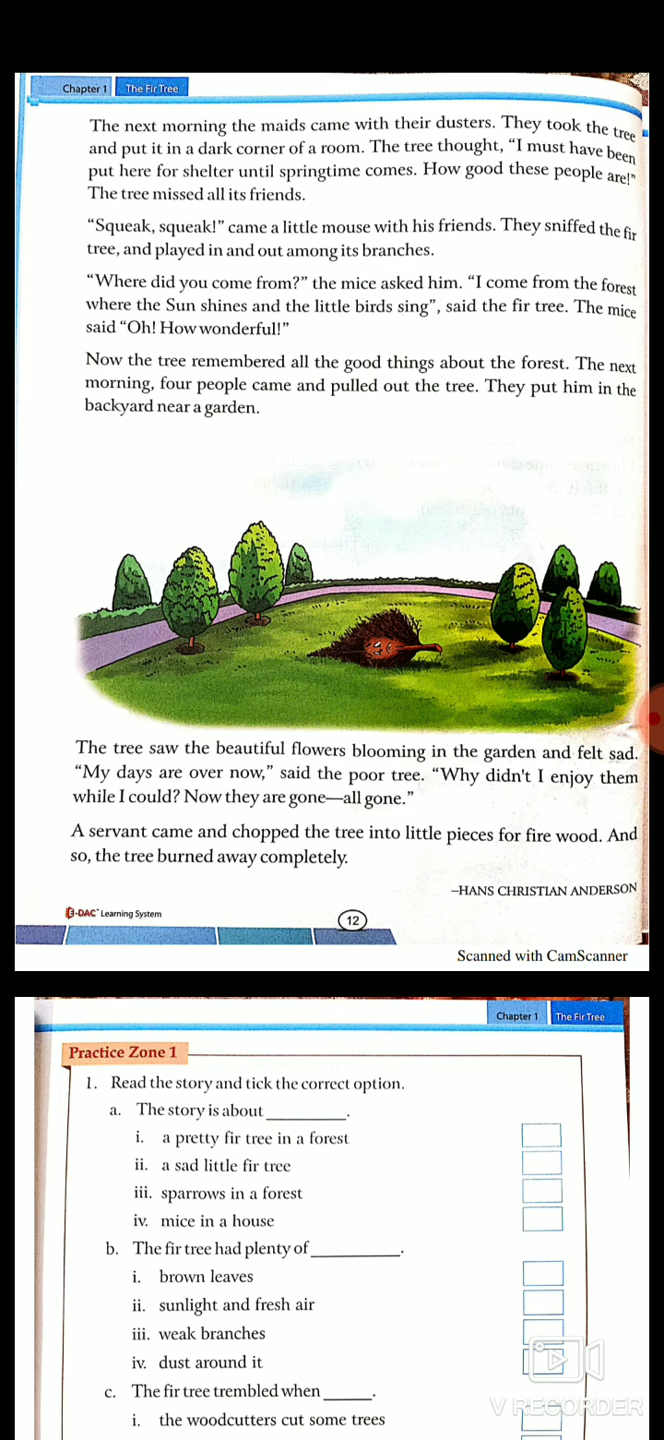 Chapter 1 The Fir Tree
The next morning the maids came with their dusters. They took the tree
and put it in a dark corner of a room. The tree thought, “I must have been
put here for shelter until springtime comes. How good these people are!”
The tree missed all its friends.
“Squeak, squeak!” came a little mouse with his friends. They sniffed the fir
tree, and played in and out among its branches.
“Where did you come from?” the mice asked him. “I come from the forest
where the Sun shines and the little birds sing”, said the fir tree. The mice
said “Oh! How wonderful!”
Now the tree remembered all the good things about the forest. The next
morning, four people came and pulled out the tree. They put him in the
backyard near a garden.
The tree saw the beautiful flowers blooming in the garden and felt sad.
“My days are over now,” said the poor tree. “Why didn't I enjoy them
while I could? Now they are gone—all gone.”
A servant came and chopped the tree into little pieces for fire wood. And
so, the tree burned away completely.
–HANS CHRISTIAN ANDERSON
E-DAC Learning System
12
Scanned with CamScanner
Chapter 1 The Fir Tree
Practice Zone 1
1. Read the story and tick the correct option.
a. The story is about ________.
i. a pretty fir tree in a forest
ii. a sad little fir tree
iii. sparrows in a forest
iv. mice in a house
b. The fir tree had plenty of _________.
i. brown leaves
ii. sunlight and fresh air
iii. weak branches
iv. dust around it
c. The fir tree trembled when _____.
i. the woodcutters cut some trees
V RECORDER